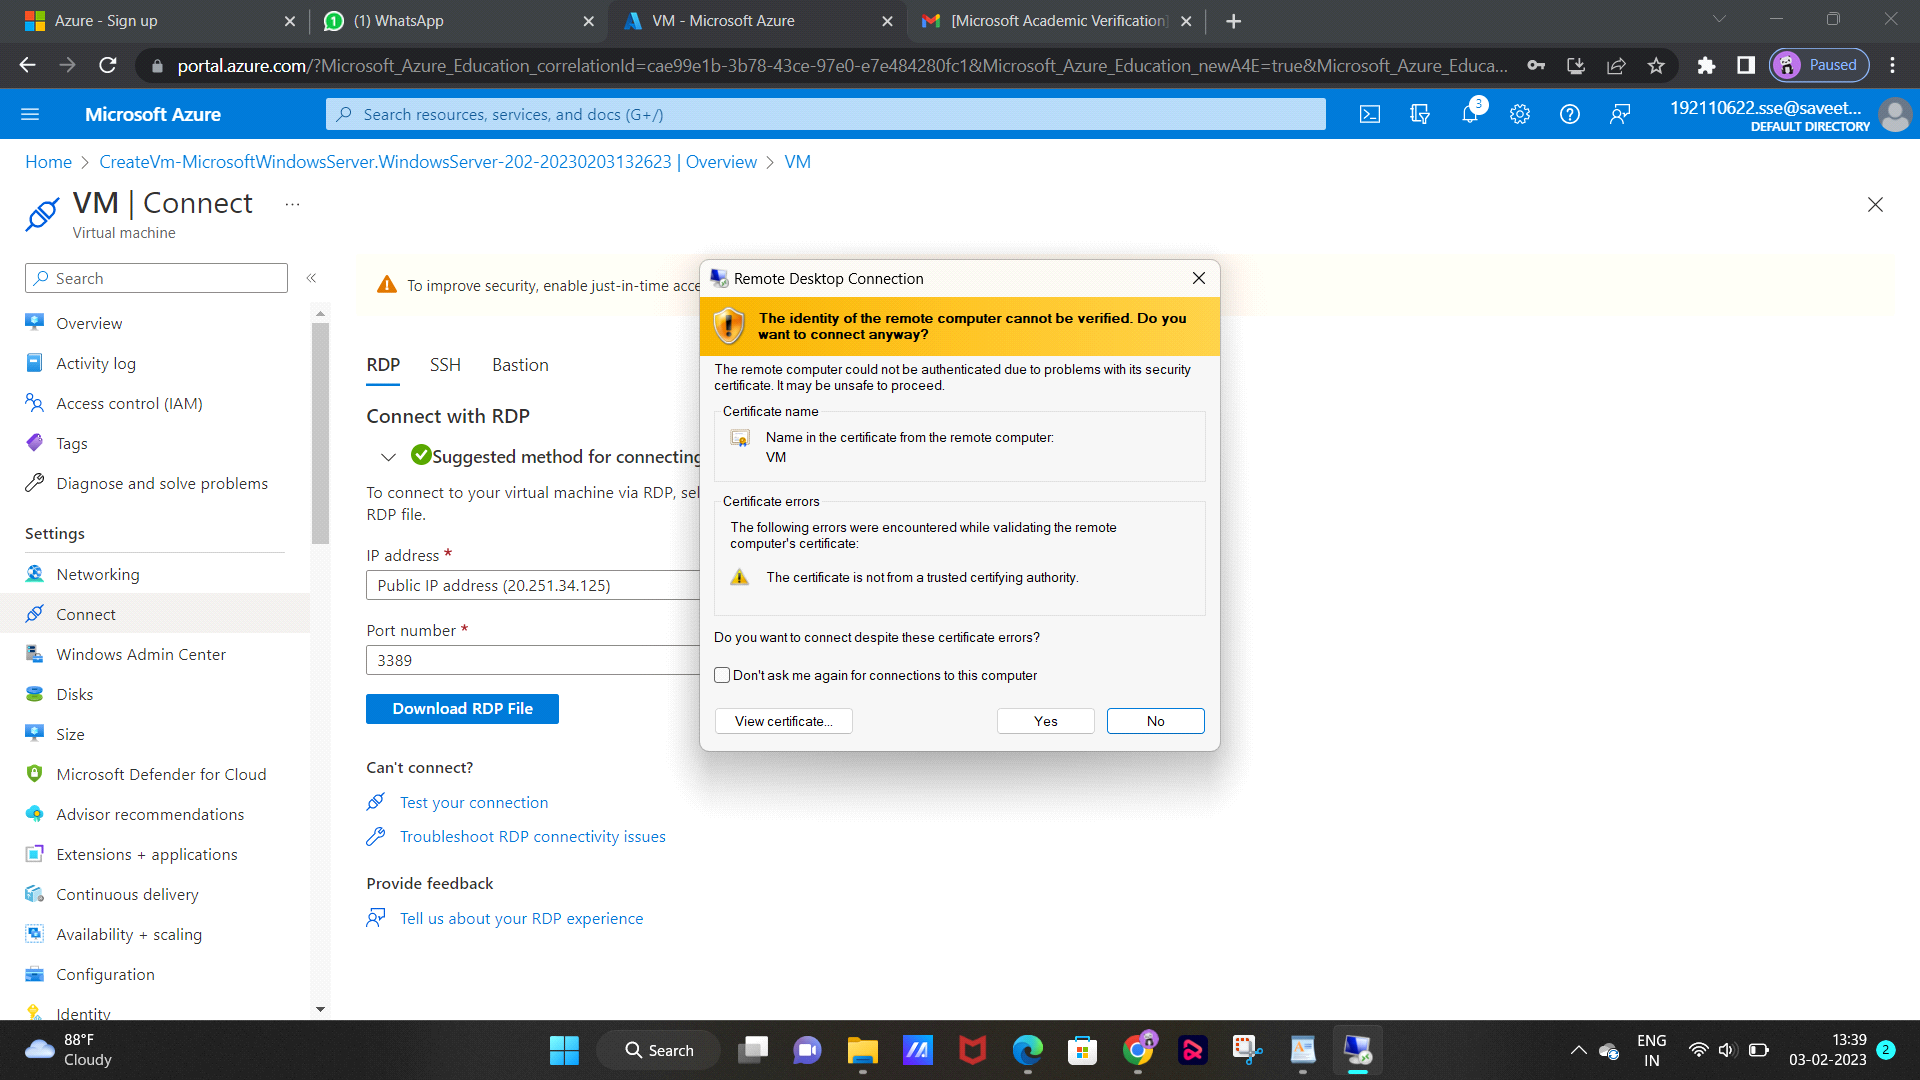 Azure - Sign up
(1) WhatsApp
VM - Microsoft Azure
[Microsoft Academic Verification]
portal.azure.com/?Microsoft_Azure_Education_correlationId=cae99e1b-3b78-43ce-97e0-e7e484280fc1&Microsoft_Azure_Education_newA4E=true&Microsoft_Azure_Educa...
Paused
Microsoft Azure
Search resources, services, and docs (G+/)
3
192110622.sse@saveet...
DEFAULT DIRECTORY
Home > CreateVm-MicrosoftWindowsServer.WindowsServer-202-20230203132623 | Overview > VM
VM | Connect ...
Virtual machine
Search
«
Overview
Activity log
Access control (IAM)
Tags
Diagnose and solve problems
Settings
Networking
Connect
Windows Admin Center
Disks
Size
Microsoft Defender for Cloud
Advisor recommendations
Extensions + applications
Continuous delivery
Availability + scaling
Configuration
Identity
To improve security, enable just-in-time acce
RDP SSH Bastion
Connect with RDP
Suggested method for connecting
To connect to your virtual machine via RDP, sel
RDP file.
IP address *
Public IP address (20.251.34.125)
Port number *
3389
Download RDP File
Can't connect?
Test your connection
Troubleshoot RDP connectivity issues
Provide feedback
Tell us about your RDP experience
Remote Desktop Connection
The identity of the remote computer cannot be verified. Do you
want to connect anyway?
The remote computer could not be authenticated due to problems with its security
certificate. It may be unsafe to proceed.
Certificate name
Name in the certificate from the remote computer:
VM
Certificate errors
The following errors were encountered while validating the remote
computer's certificate:
The certificate is not from a trusted certifying authority.
Do you want to connect despite these certificate errors?
Don't ask me again for connections to this computer
View certificate...
Yes
No
88°F
Cloudy
Search
ENG
IN
13:39
03-02-2023
2